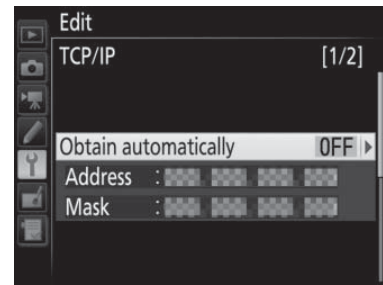 Edit
TCP/IP [1/2]
Obtain automatically OFF
Address :
Mask :